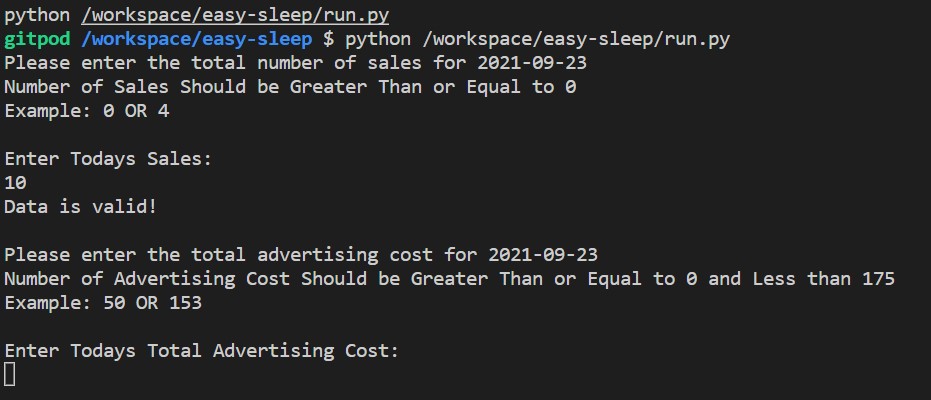 python /workspace/easy-sleep/run.py
gitpod /workspace/easy-sleep $ python /workspace/easy-sleep/run.py
Please enter the total number of sales for 2021-09-23
Number of Sales Should be Greater Than or Equal to 0
Example: 0 OR 4
Enter Todays Sales:
10
Data is valid!
Please enter the total advertising cost for 2021-09-23
Number of Advertising Cost Should be Greater Than or Equal to 0 and Less than 175
Example: 50 OR 153
Enter Todays Total Advertising Cost: